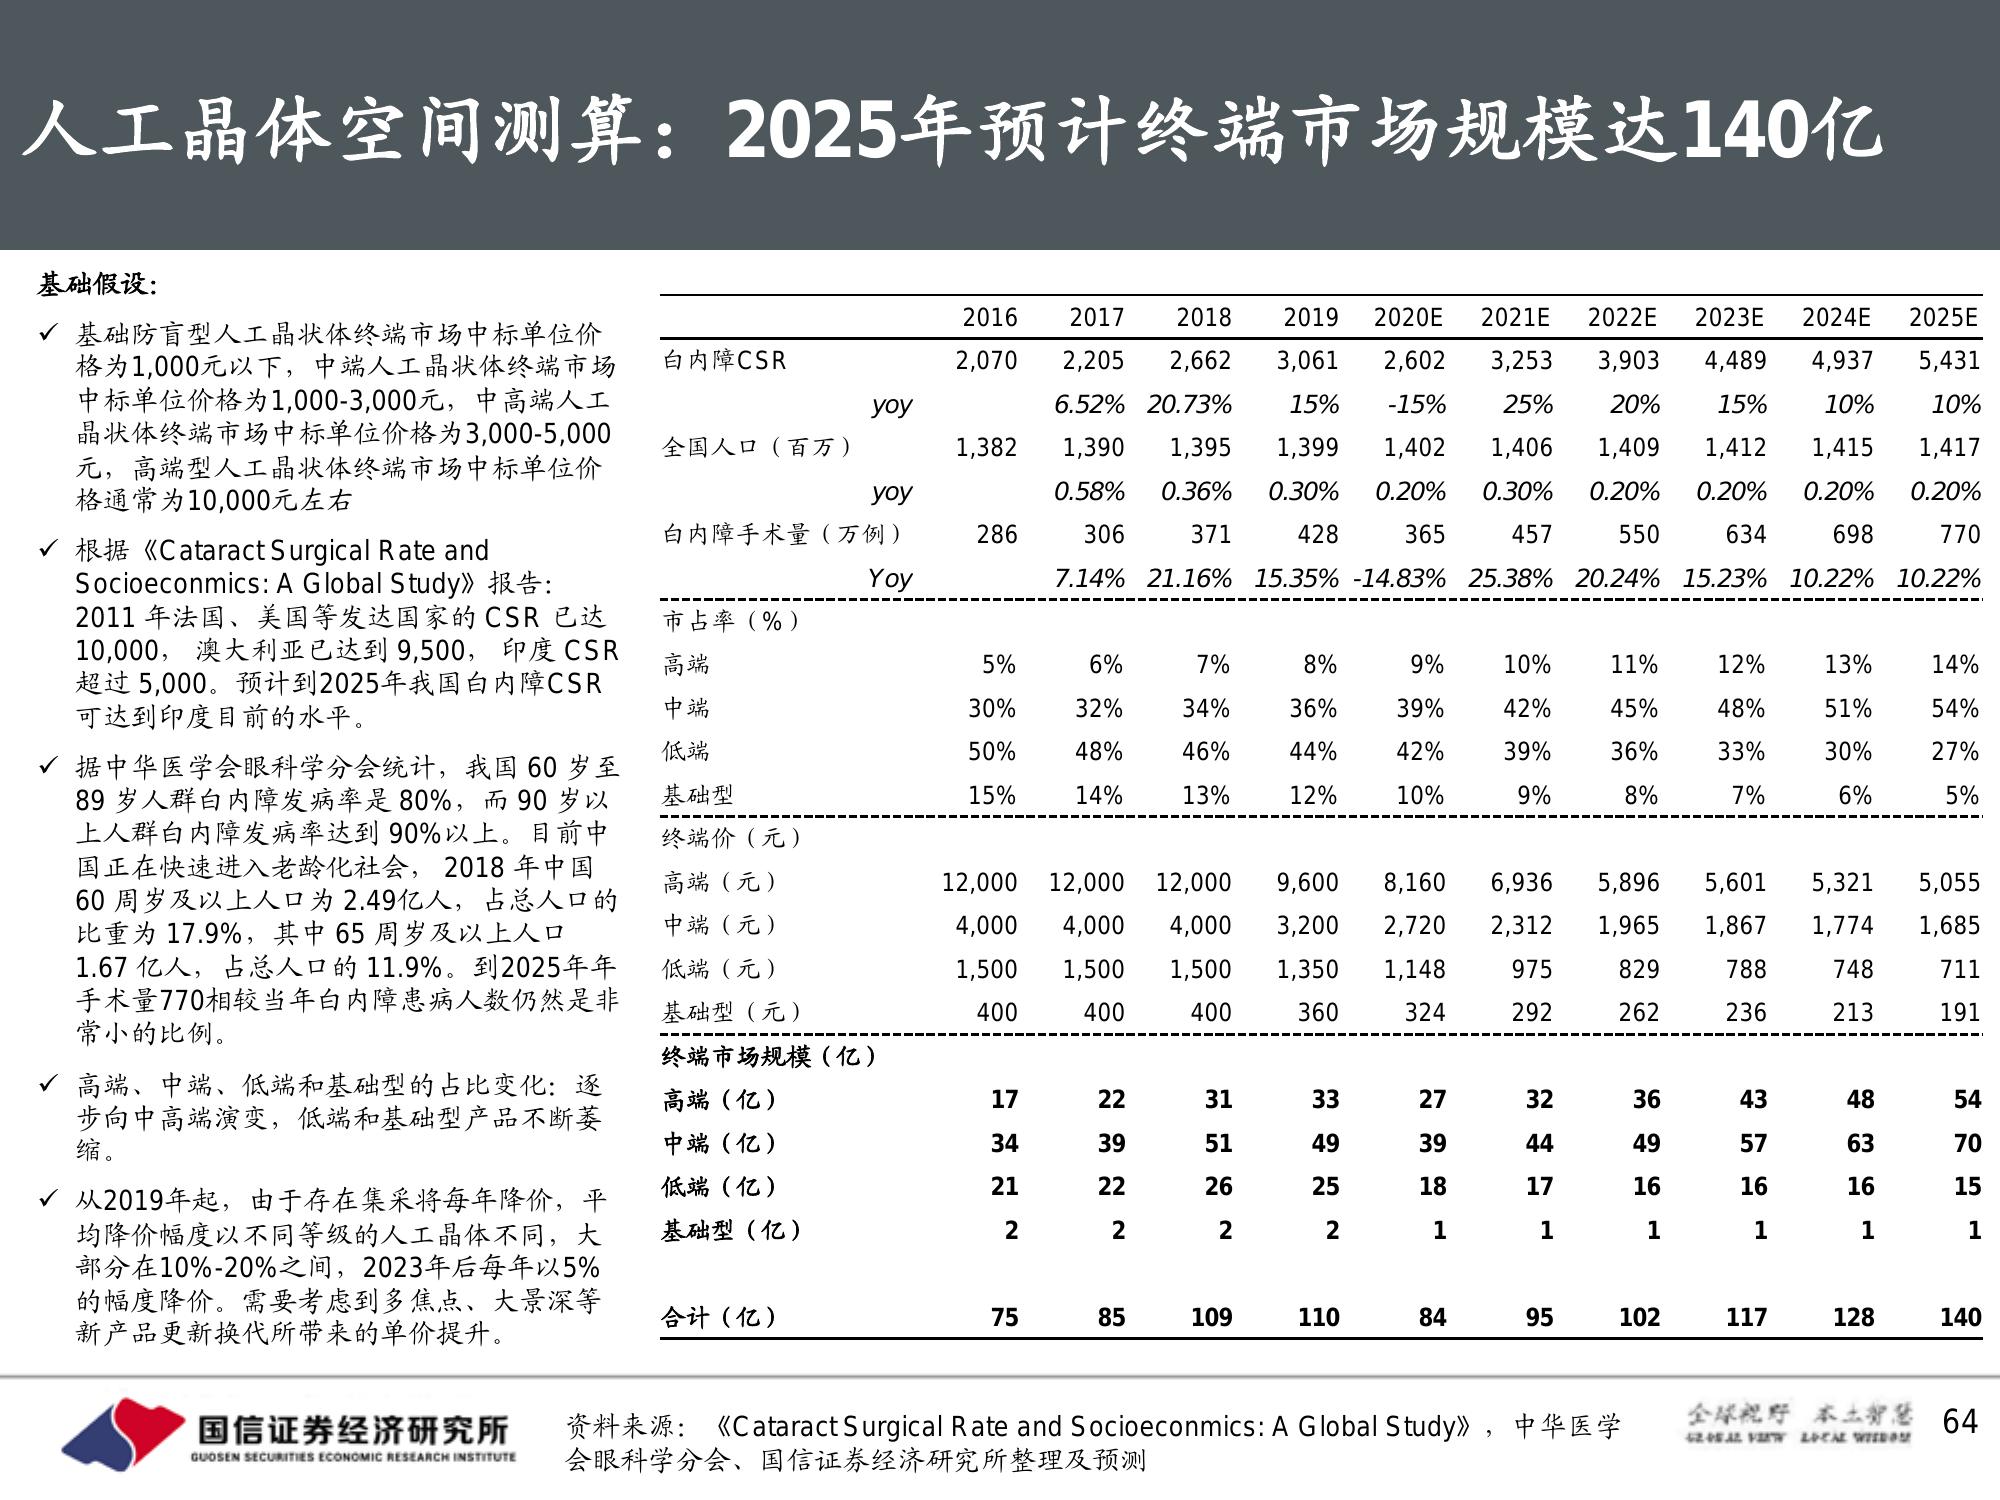 人工晶体空间测算：2025年预计终端市场规模达140亿
基础假设：
✓ 基础防盲型人工晶状体终端市场中标单位价
格为1,000元以下，中端人工晶状体终端市场
中标单位价格为1,000-3,000元，中高端人工
晶状体终端市场中标单位价格为3,000-5,000
元，高端型人工晶状体终端市场中标单位价
格通常为10,000元左右
✓ 根据《Cataract Surgical Rate and
Socioeconmics: A Global Study》报告：
2011 年法国、美国等发达国家的 CSR 已达
10,000， 澳大利亚已达到 9,500， 印度 CSR
超过 5,000。预计到2025年我国白内障CSR
可达到印度目前的水平。
✓ 据中华医学会眼科学分会统计，我国 60 岁至
89 岁人群白内障发病率是 80%，而 90 岁以
上人群白内障发病率达到 90%以上。目前中
国正在快速进入老龄化社会， 2018 年中国
60 周岁及以上人口为 2.49亿人，占总人口的
比重为 17.9%，其中 65 周岁及以上人口
1.67 亿人，占总人口的 11.9%。到2025年年
手术量770相较当年白内障患病人数仍然是非
常小的比例。
✓ 高端、中端、低端和基础型的占比变化：逐
步向中高端演变，低端和基础型产品不断萎
缩。
✓ 从2019年起，由于存在集采将每年降价，平
均降价幅度以不同等级的人工晶体不同，大
部分在10%-20%之间，2023年后每年以5%
的幅度降价。需要考虑到多焦点、大景深等
新产品更新换代所带来的单价提升。
2016 2017 2018 2019 2020E 2021E 2022E 2023E 2024E 2025E
白内障CSR 2,070 2,205 2,662 3,061 2,602 3,253 3,903 4,489 4,937 5,431
yoy 6.52% 20.73% 15% -15% 25% 20% 15% 10% 10%
全国人口（百万） 1,382 1,390 1,395 1,399 1,402 1,406 1,409 1,412 1,415 1,417
yoy 0.58% 0.36% 0.30% 0.20% 0.30% 0.20% 0.20% 0.20% 0.20%
白内障手术量（万例） 286 306 371 428 365 457 550 634 698 770
Yoy 7.14% 21.16% 15.35% -14.83% 25.38% 20.24% 15.23% 10.22% 10.22%
市占率（%）
高端 5% 6% 7% 8% 9% 10% 11% 12% 13% 14%
中端 30% 32% 34% 36% 39% 42% 45% 48% 51% 54%
低端 50% 48% 46% 44% 42% 39% 36% 33% 30% 27%
基础型 15% 14% 13% 12% 10% 9% 8% 7% 6% 5%
终端价（元）
高端（元） 12,000 12,000 12,000 9,600 8,160 6,936 5,896 5,601 5,321 5,055
中端（元） 4,000 4,000 4,000 3,200 2,720 2,312 1,965 1,867 1,774 1,685
低端（元） 1,500 1,500 1,500 1,350 1,148 975 829 788 748 711
基础型（元） 400 400 400 360 324 292 262 236 213 191
终端市场规模（亿）
高端（亿） 17 22 31 33 27 32 36 43 48 54
中端（亿） 34 39 51 49 39 44 49 57 63 70
低端（亿） 21 22 26 25 18 17 16 16 16 15
基础型（亿） 2 2 2 2 1 1 1 1 1 1
合计（亿） 75 85 109 110 84 95 102 117 128 140
国信证券经济研究所
GUOSEN SECURITIES ECONOMIC RESEARCH INSTITUTE
资料来源：《Cataract Surgical Rate and Socioeconmics: A Global Study》，中华医学
会眼科学分会、国信证券经济研究所整理及预测
全球视野 本土智慧
GLOBAL VIEW LOCAL WISDOM
64